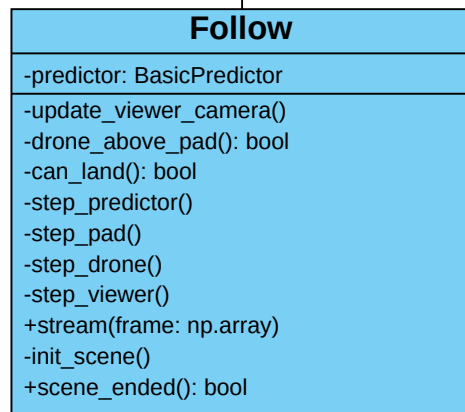 Follow
-predictor: BasicPredictor
-update_viewer_camera()
-drone_above_pad(): bool
-can_land(): bool
-step_predictor()
-step_pad()
-step_drone()
-step_viewer()
+stream(frame: np.array)
-init_scene()
+scene_ended(): bool